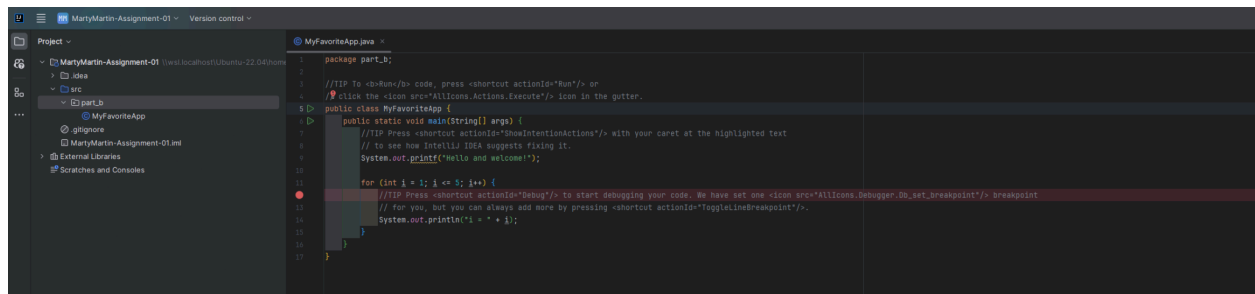 MM MartyMartin-Assignment-01 Version control
Project
MartyMartin-Assignment-01 \\wsl.localhost\Ubuntu-22.04\home
.idea
src
part_b
MyFavoriteApp
.gitignore
MartyMartin-Assignment-01.iml
External Libraries
Scratches and Consoles
MyFavoriteApp.java
1 package part_b;
2
3 //TIP To <b>Run</b> code, press <shortcut actionId="Run"/> or
4 // click the <icon src="AllIcons.Actions.Execute"/> icon in the gutter.
5 public class MyFavoriteApp {
6 public static void main(String[] args) {
7 //TIP Press <shortcut actionId="ShowIntentionActions"/> with your caret at the highlighted text
8 // to see how IntelliJ IDEA suggests fixing it.
9 System.out.printf("Hello and welcome!");
10
11 for (int i = 1; i <= 5; i++) {
//TIP Press <shortcut actionId="Debug"/> to start debugging your code. We have set one <icon src="AllIcons.Debugger.Db_set_breakpoint"/> breakpoint
13 // for you, but you can always add more by pressing <shortcut actionId="ToggleLineBreakpoint"/>.
14 System.out.println("i = " + i);
15 }
16 }
17 }